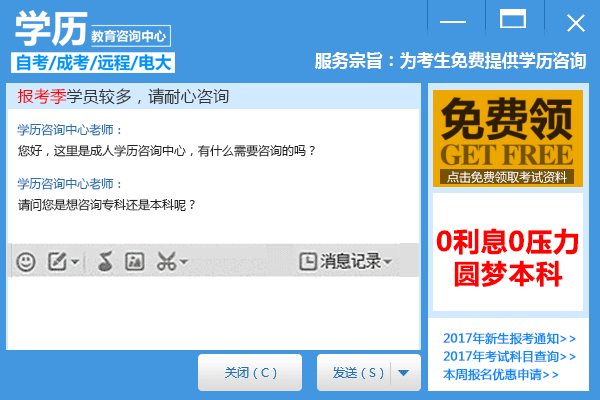 学历
教育咨询中心
自考/成考/远程/电大
服务宗旨：为考生免费提供学历咨询
报考季学员较多，请耐心咨询
学历咨询中心老师：
您好，这里是成人学历咨询中心，有什么需要咨询的吗？
学历咨询中心老师：
请问您是想咨询专科还是本科呢？
消息记录
关闭（C）
发送（S）
免费领
GET FREE
点击免费领取考试资料
0利息0压力
圆梦本科
2017年新生报考通知>>
2017年考试科目查询>>
本周报名优惠申请>>